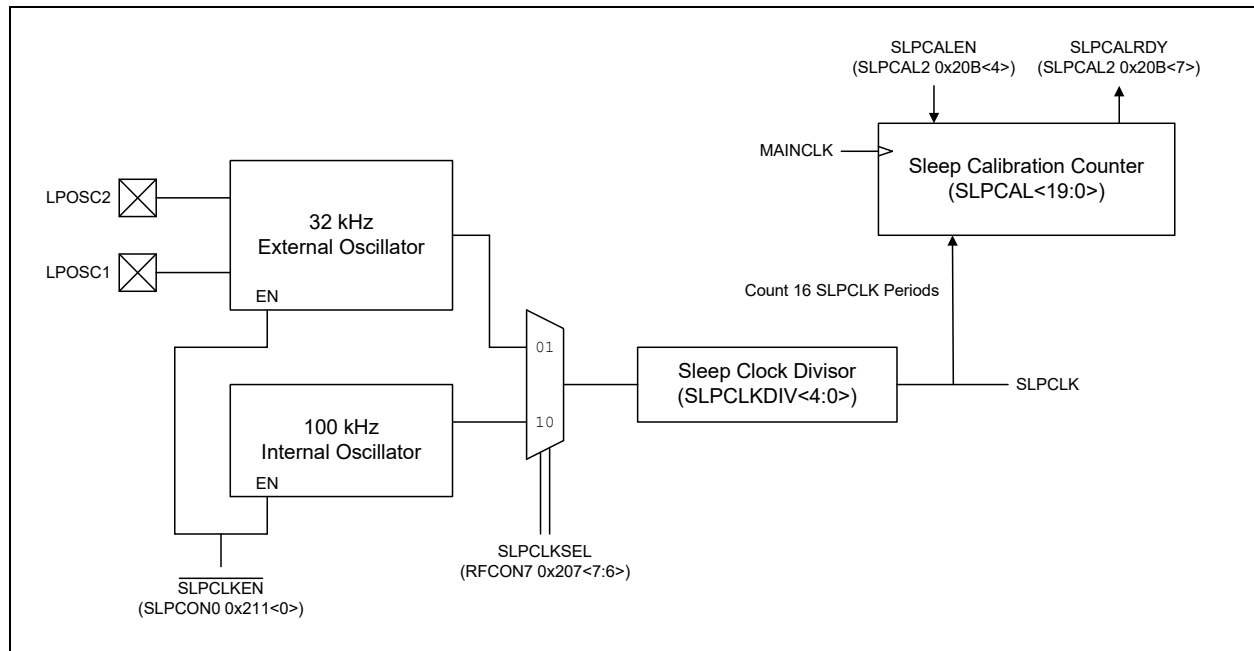 SLPCALEN
(SLPCAL2 0x20B<4>)
SLPCALRDY
(SLPCAL2 0x20B<7>)
MAINCLK
Sleep Calibration Counter
(SLPCAL<19:0>)
LPOSC2
LPOSC1
32 kHz
External Oscillator
EN
Count 16 SLPCLK Periods
01
10
Sleep Clock Divisor
(SLPCLKDIV<4:0>)
SLPCLK
100 kHz
Internal Oscillator
EN
SLPCLKSEL
(RFCON7 0x207<7:6>)
SLPCLKEN
(SLPCON0 0x211<0>)